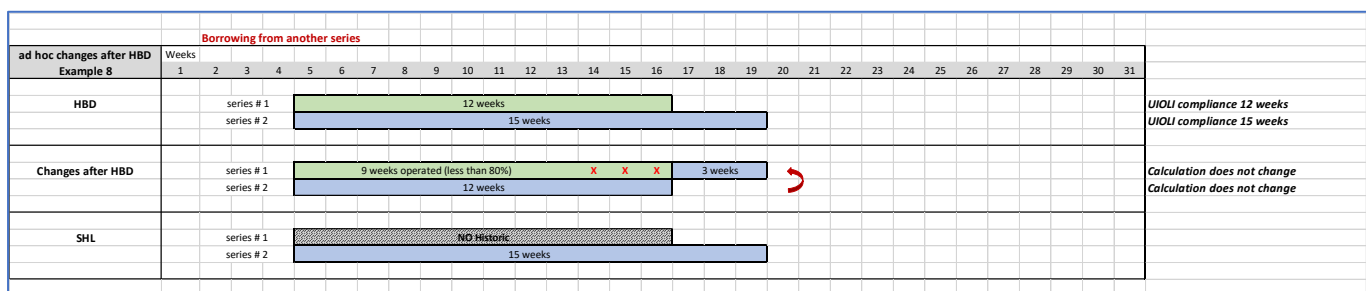 Borrowing from another series
ad hoc changes after HBD Weeks
Example 8 1 2 3 4 5 6 7 8 9 10 11 12 13 14 15 16 17 18 19 20 21 22 23 24 25 26 27 28 29 30 31
HBD series # 1 12 weeks UIOLI compliance 12 weeks
series # 2 15 weeks UIOLI compliance 15 weeks
Changes after HBD series # 1 9 weeks operated (less than 80%) X X X 3 weeks Calculation does not change
series # 2 12 weeks Calculation does not change
SHL series # 1 NO Historic
series # 2 15 weeks